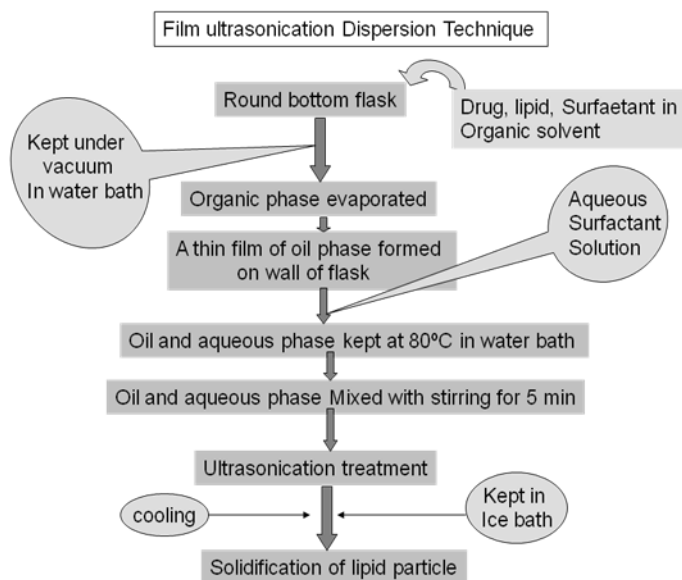 Film ultrasonication Dispersion Technique
Round bottom flask
Drug, lipid, Surfaetant in
Organic solvent
Kept under
vacuum
In water bath
Organic phase evaporated
Aqueous
Surfactant
Solution
A thin film of oil phase formed
on wall of flask
Oil and aqueous phase kept at 80ºC in water bath
Oil and aqueous phase Mixed with stirring for 5 min
Ultrasonication treatment
cooling
Kept in
Ice bath
Solidification of lipid particle